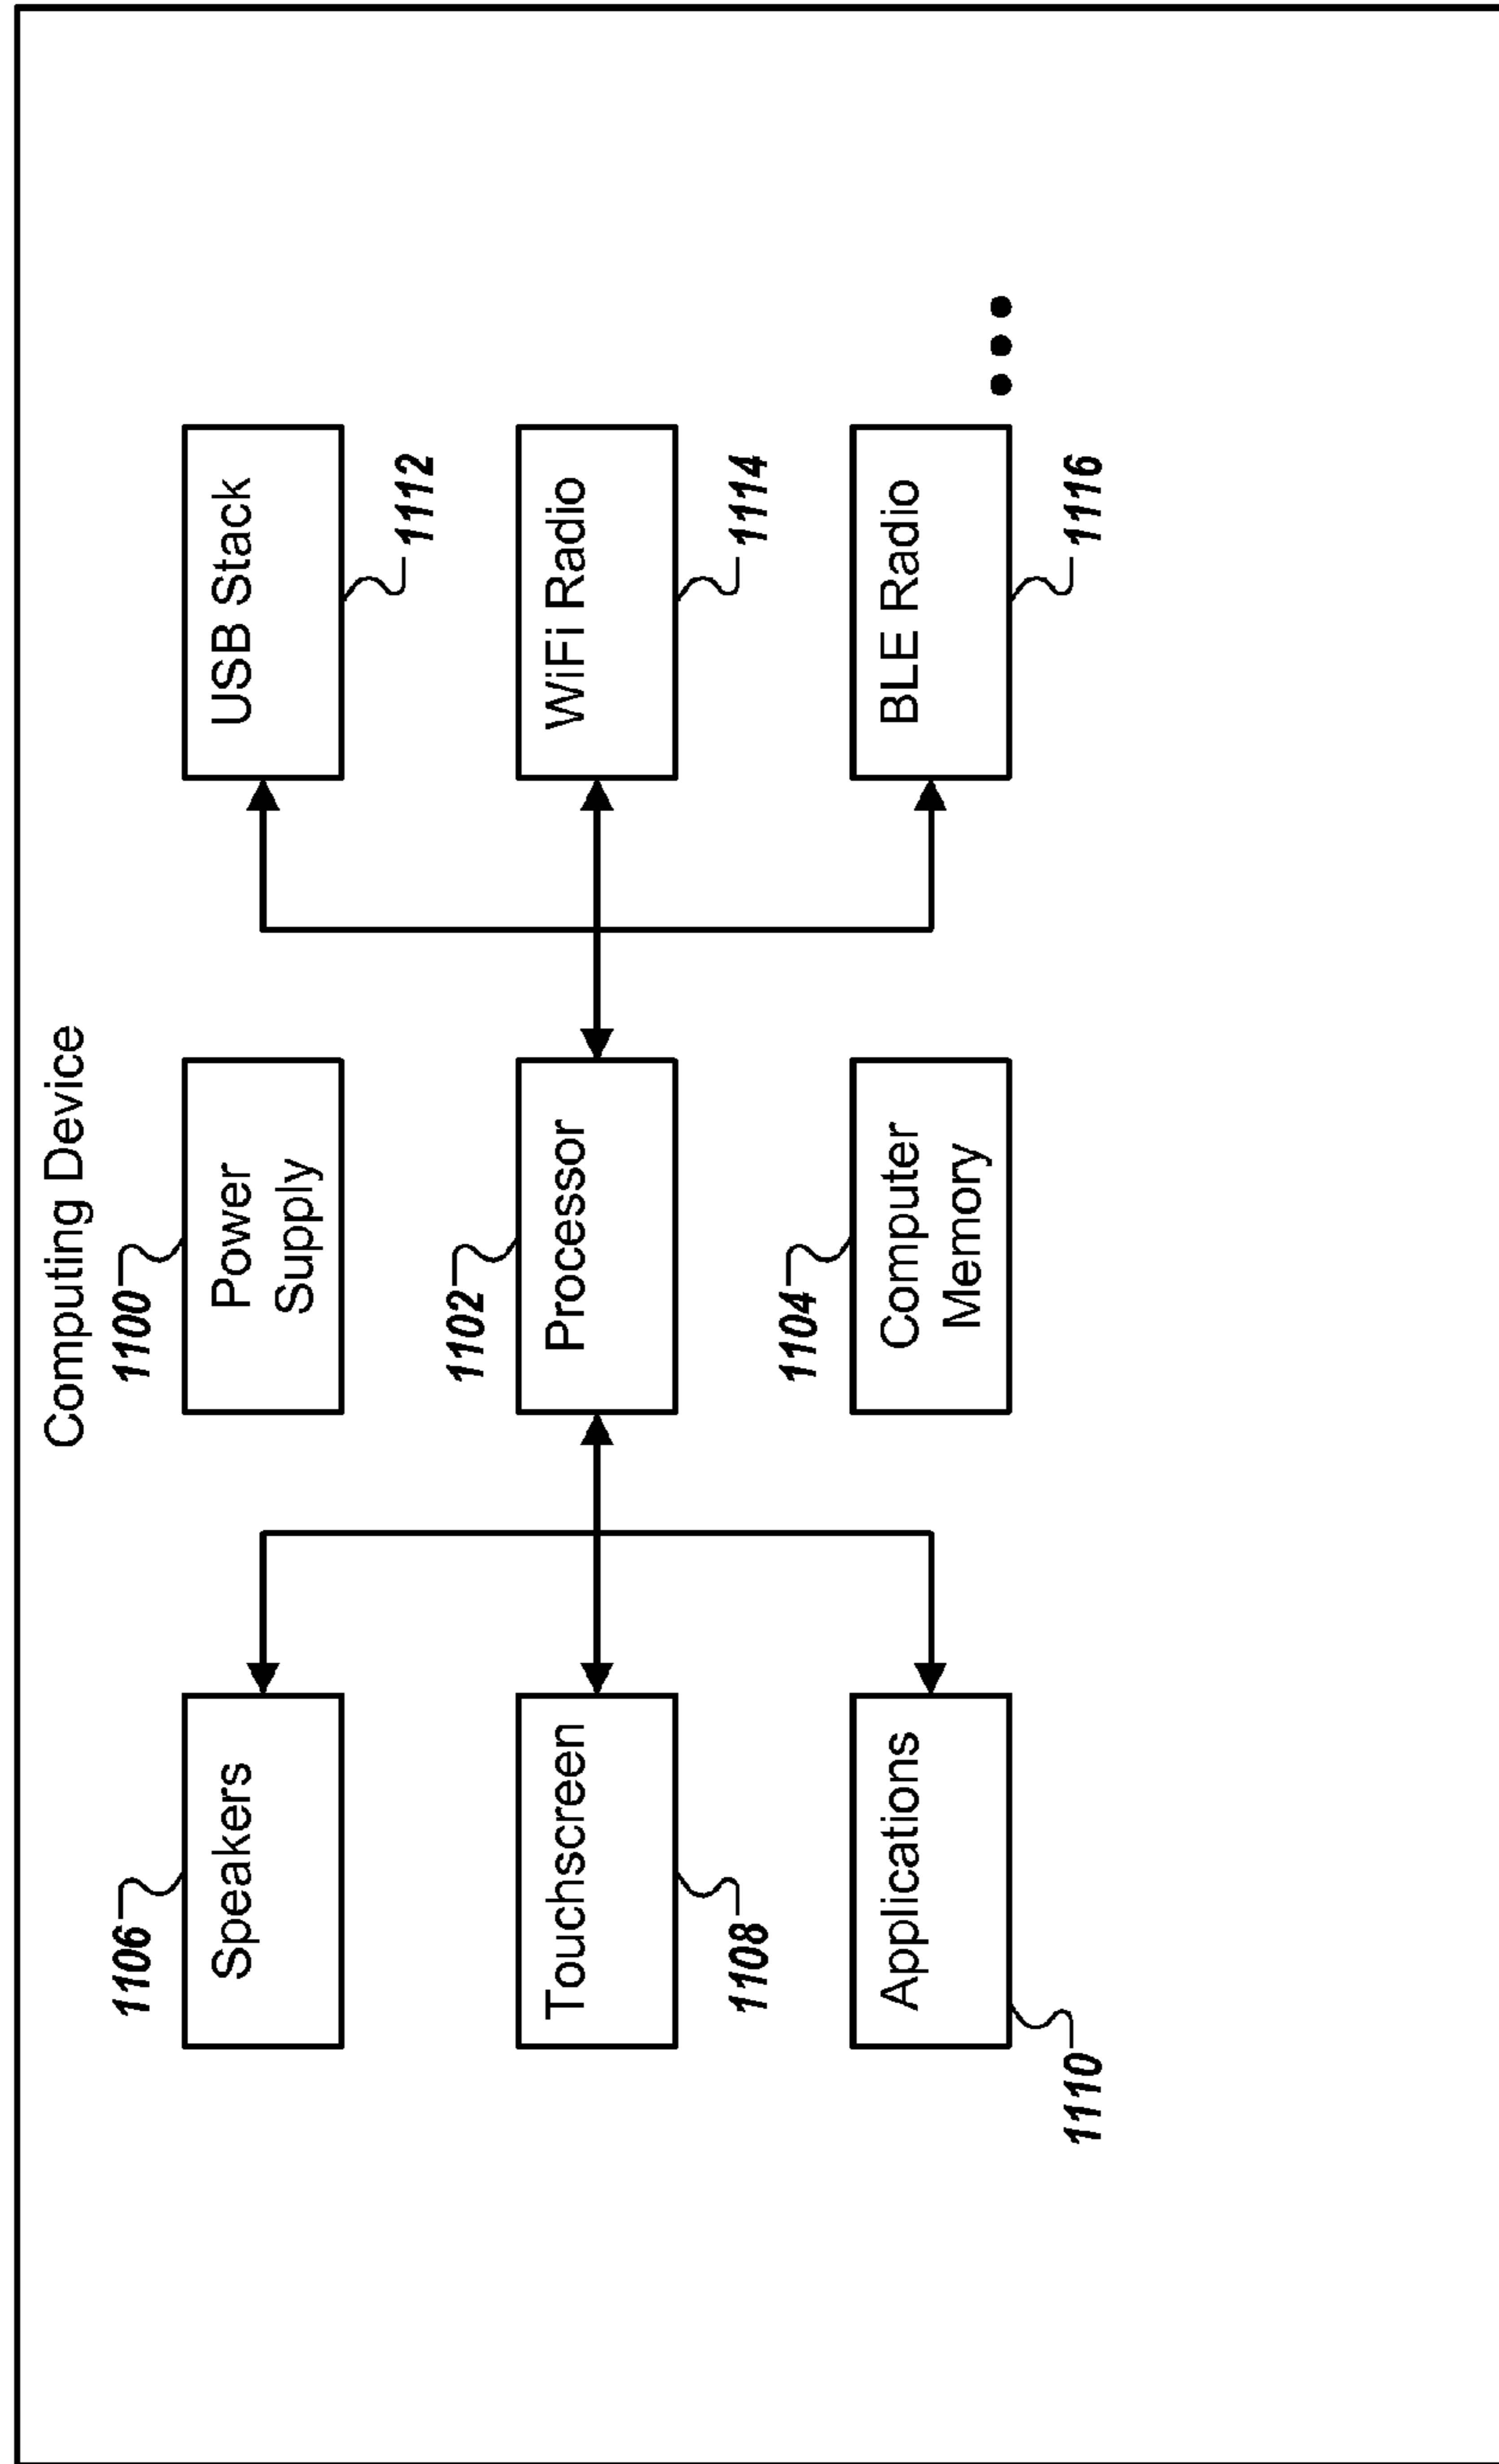 Computing Device
1106
Speakers
1100
Power
Supply
USB Stack
1112
Touchscreen
1108
1102
Processor
WiFi Radio
1114
Applications
1110
1104
Computer
Memory
BLE Radio
1116